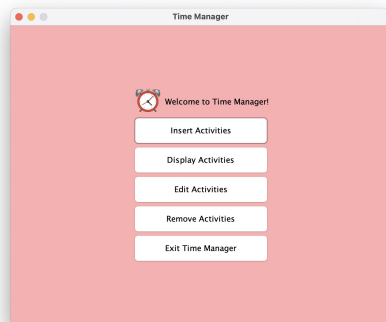 Time Manager
Welcome to Time Manager!
Insert Activities
Display Activities
Edit Activities
Remove Activities
Exit Time Manager